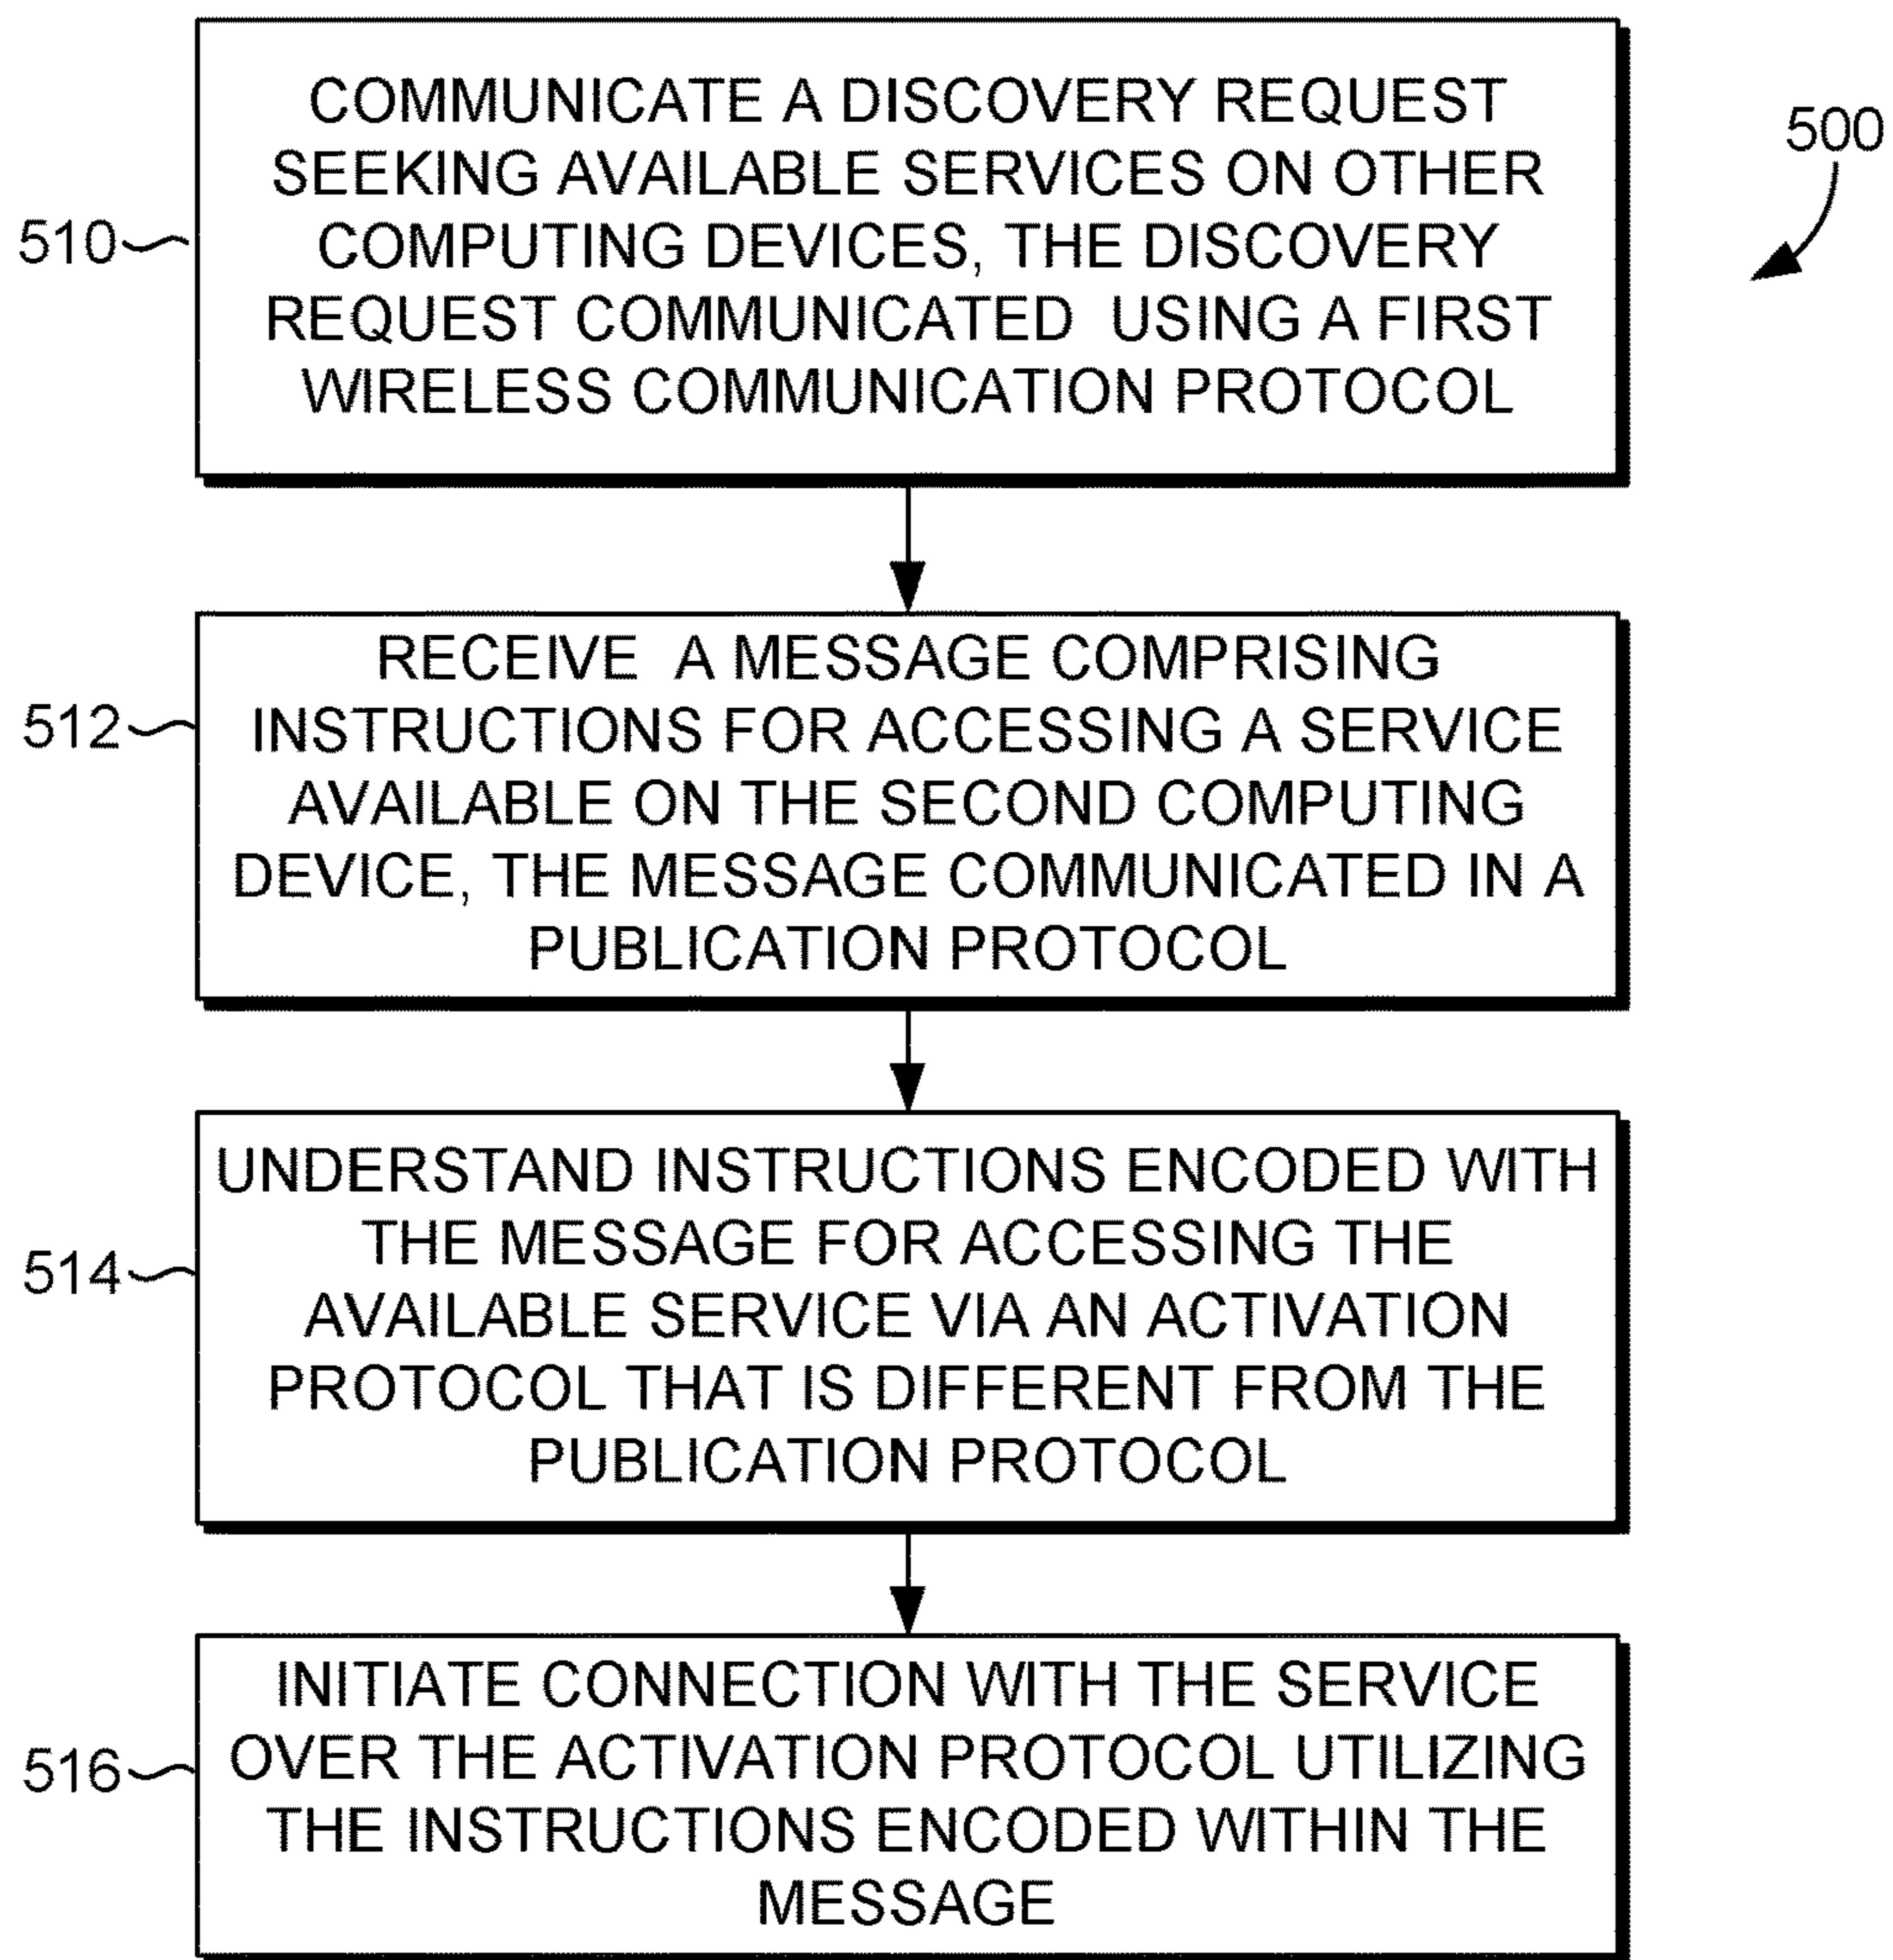 500
510
COMMUNICATE A DISCOVERY REQUEST
SEEKING AVAILABLE SERVICES ON OTHER
COMPUTING DEVICES, THE DISCOVERY
REQUEST COMMUNICATED USING A FIRST
WIRELESS COMMUNICATION PROTOCOL
512
RECEIVE A MESSAGE COMPRISING
INSTRUCTIONS FOR ACCESSING A SERVICE
AVAILABLE ON THE SECOND COMPUTING
DEVICE, THE MESSAGE COMMUNICATED IN A
PUBLICATION PROTOCOL
514
UNDERSTAND INSTRUCTIONS ENCODED WITH
THE MESSAGE FOR ACCESSING THE
AVAILABLE SERVICE VIA AN ACTIVATION
PROTOCOL THAT IS DIFFERENT FROM THE
PUBLICATION PROTOCOL
516
INITIATE CONNECTION WITH THE SERVICE
OVER THE ACTIVATION PROTOCOL UTILIZING
THE INSTRUCTIONS ENCODED WITHIN THE
MESSAGE